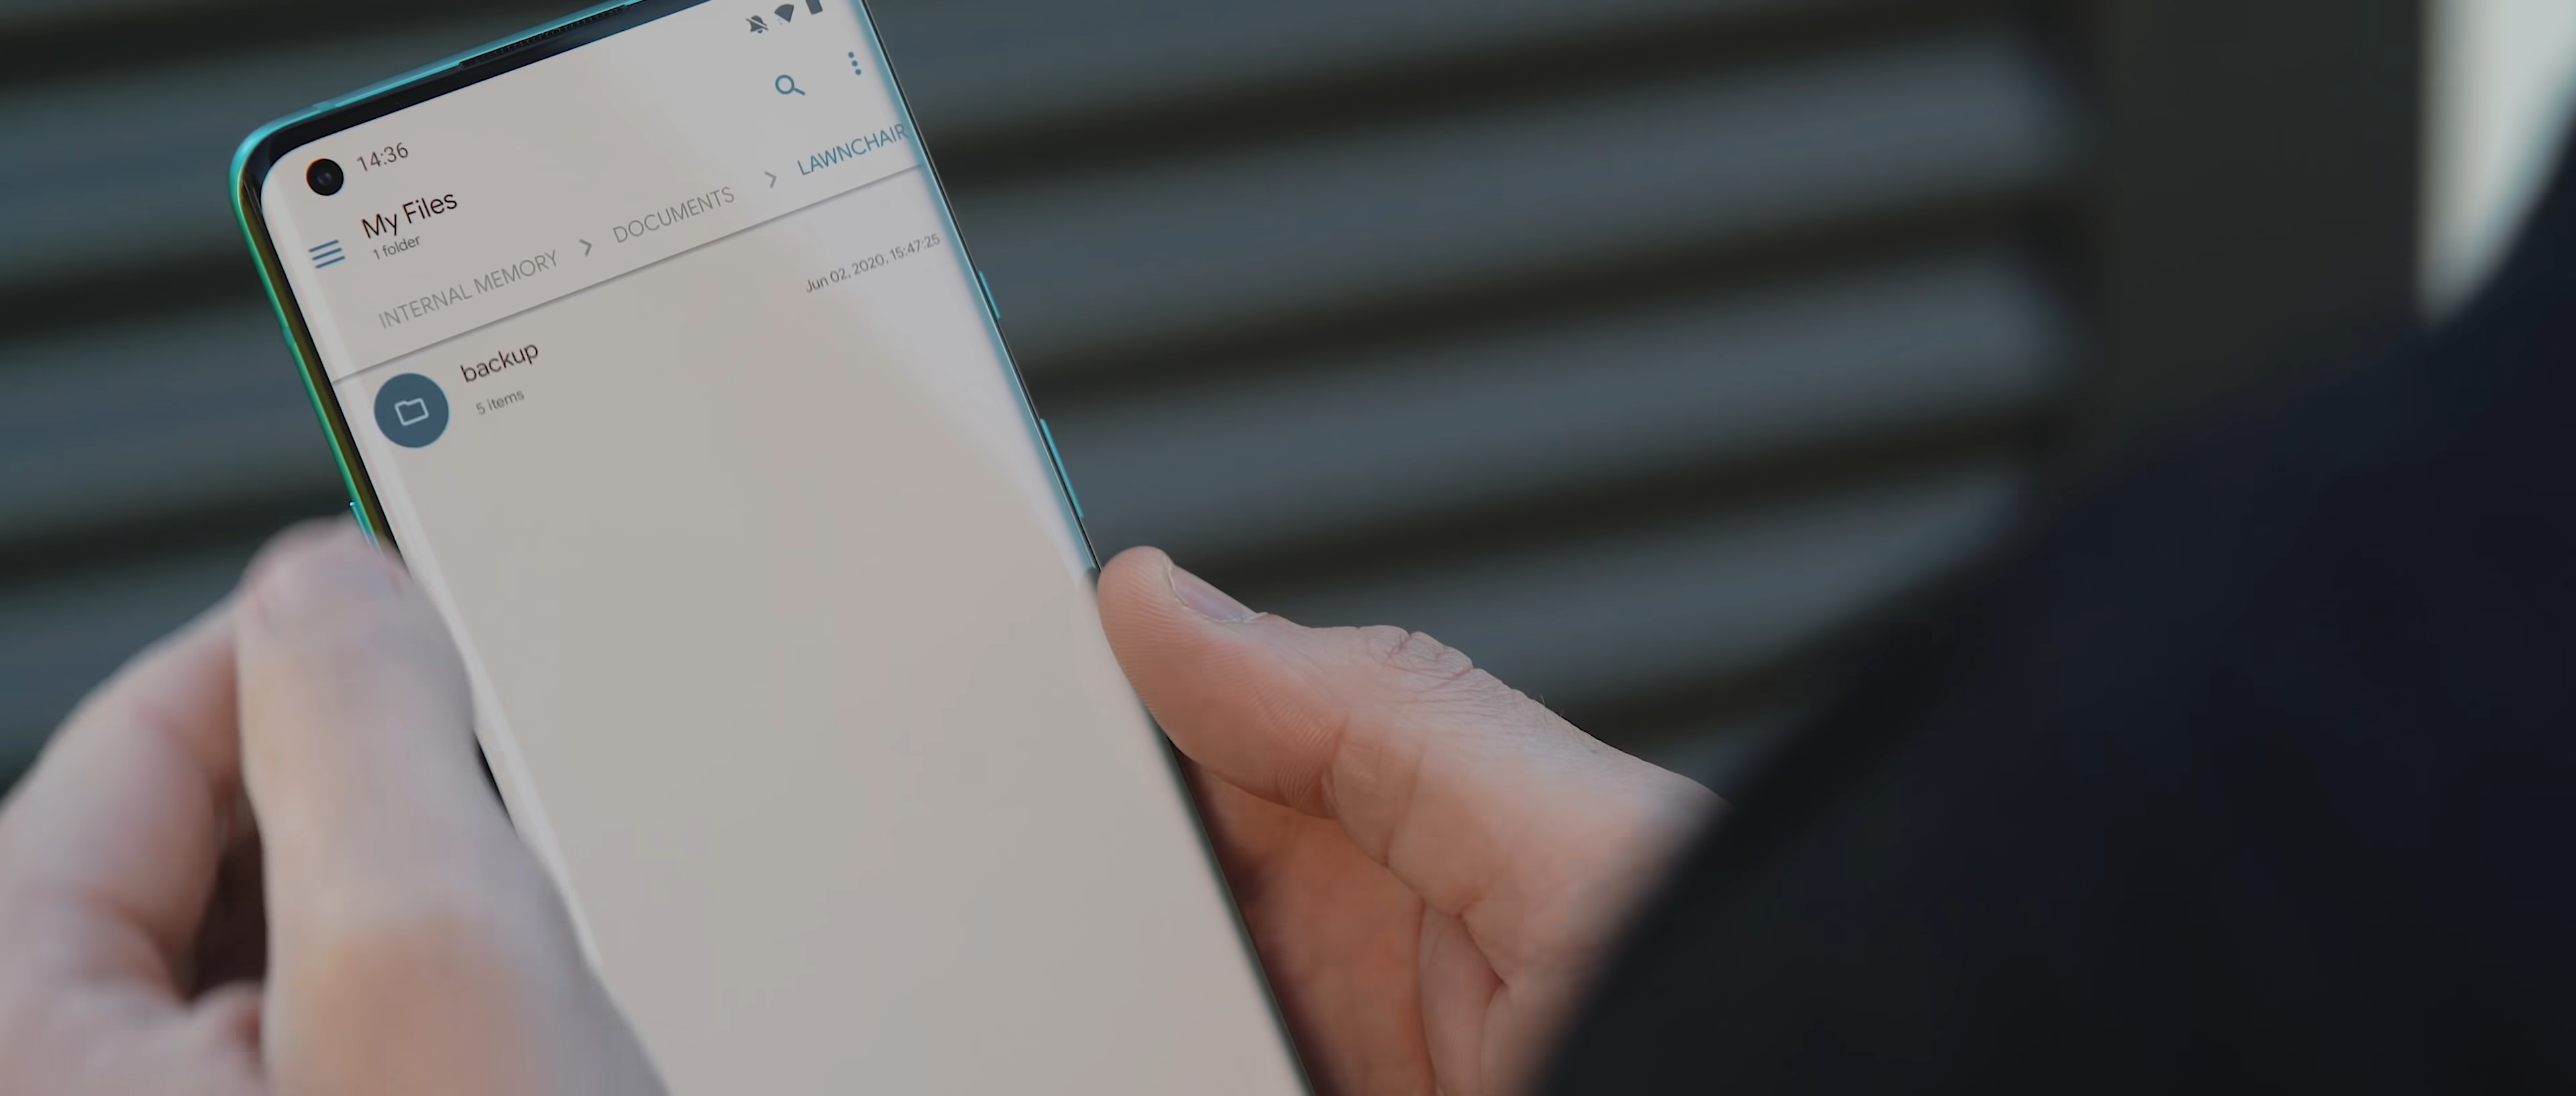 14:36
My Files
1 folder
INTERNAL MEMORY > DOCUMENTS > LAWNCHAIR
backup
5 items
Jun 02, 2020, 15:47:25